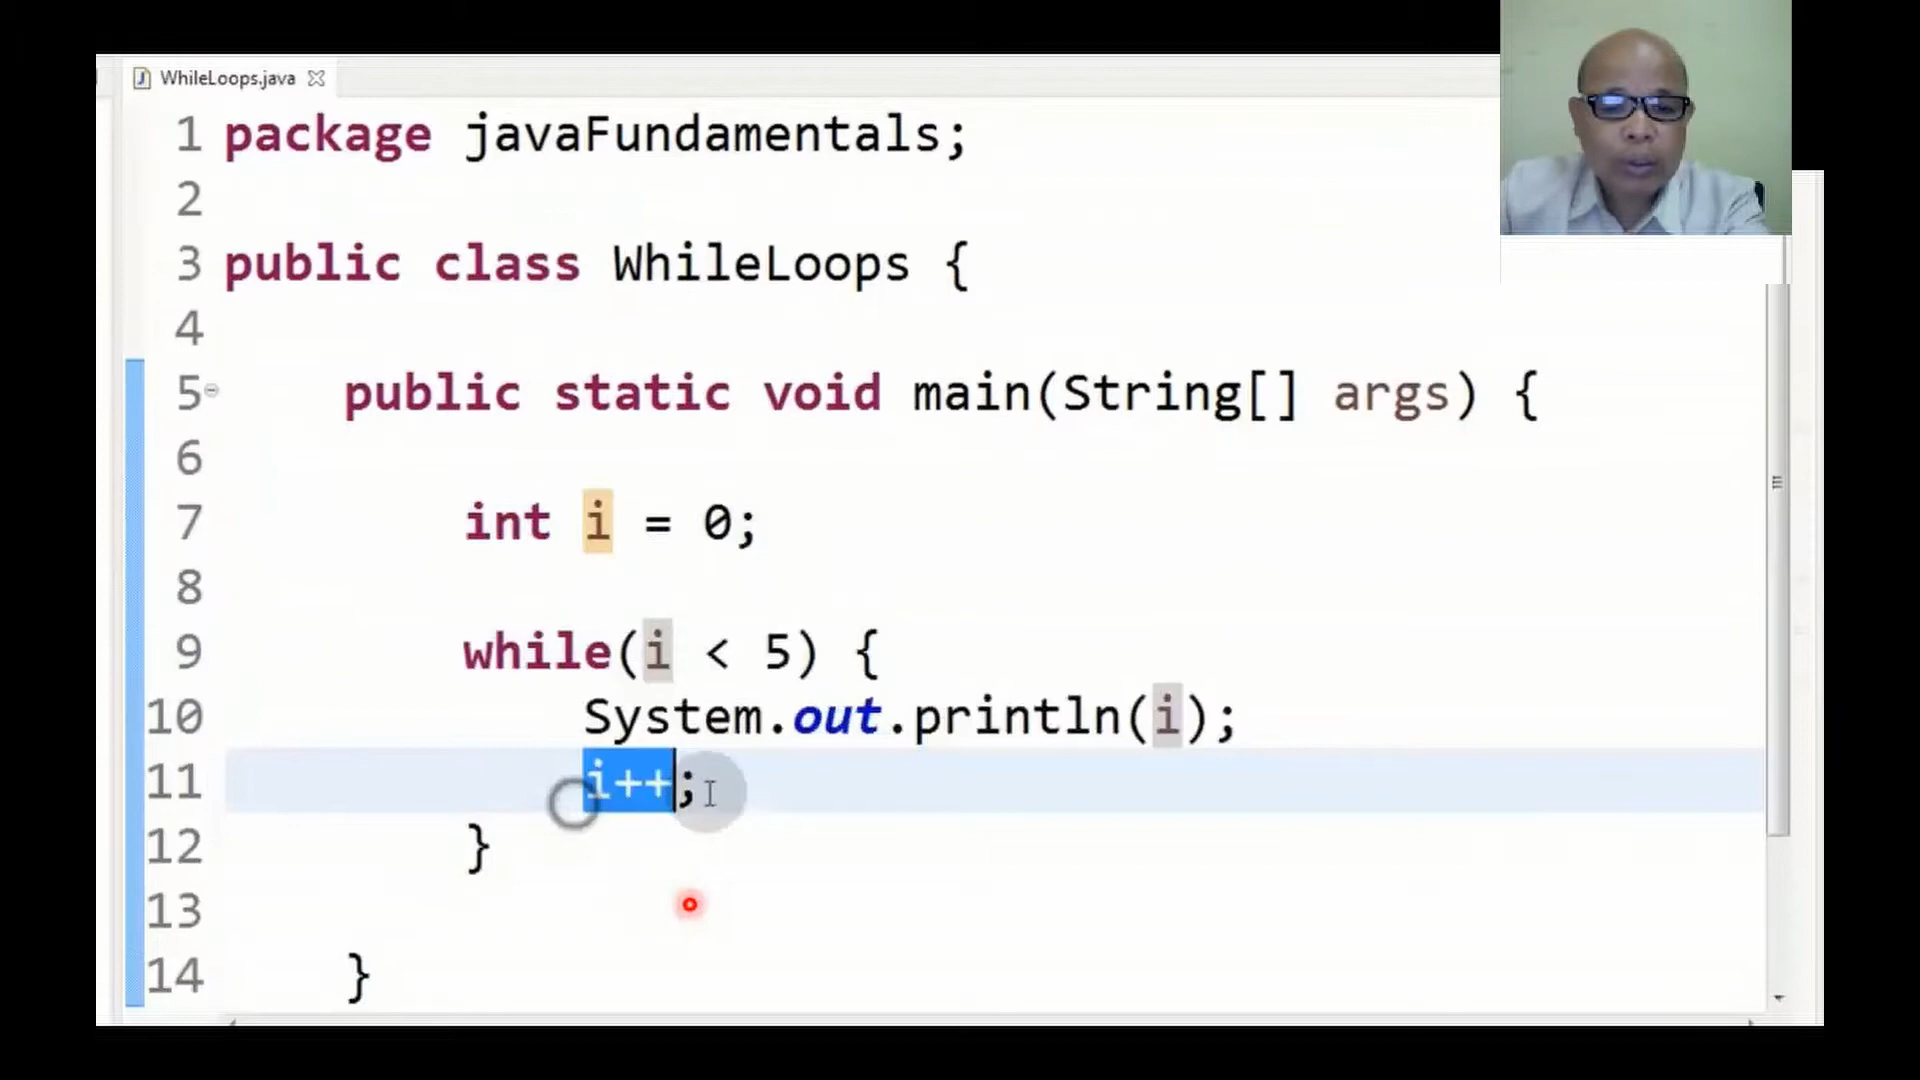 WhileLoops.java
1 package javaFundamentals;
2
3 public class WhileLoops {
4
5 public static void main(String[] args) {
6
7 int i = 0;
8
9 while(i < 5) {
10 System.out.println(i);
11 i++;
12 }
13
14 }